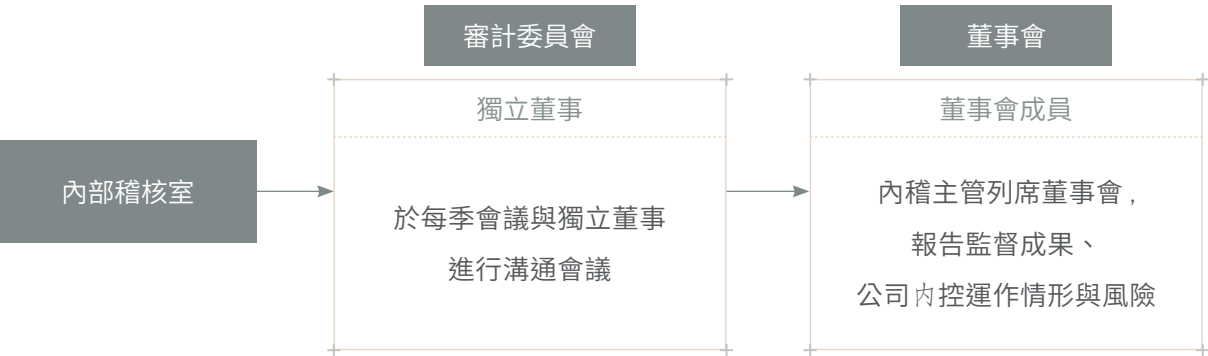 內部稽核室
審計委員會
獨立董事
於每季會議與獨立董事
進行溝通會議
董事會
董事會成員
內稽主管列席董事會,
報告監督成果、
公司内控運作情形與風險